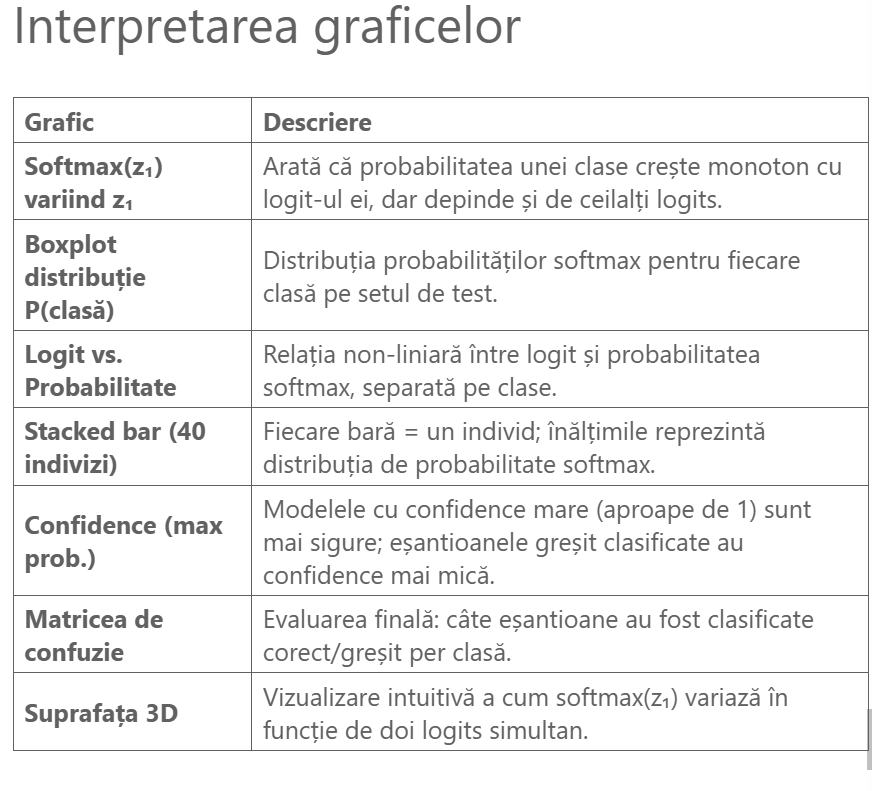 Interpretarea graficelor
Grafic
Descriere
Softmax(z₁)
variind z₁
Arată că probabilitatea unei clase crește monoton cu
logit-ul ei, dar depinde și de ceilalți logits.
Boxplot
distribuție
P(clasă)
Distribuția probabilităților softmax pentru fiecare
clasă pe setul de test.
Logit vs.
Probabilitate
Relația non-liniară între logit și probabilitatea
softmax, separată pe clase.
Stacked bar (40
indivizi)
Fiecare bară = un individ; înălțimile reprezintă
distribuția de probabilitate softmax.
Confidence (max
prob.)
Modelele cu confidence mare (aproape de 1) sunt
mai sigure; eșantioanele greșit clasificate au
confidence mai mică.
Matricea de
confuzie
Evaluarea finală: câte eșantioane au fost clasificate
corect/greșit per clasă.
Suprafața 3D
Vizualizare intuitivă a cum softmax(z₁) variază în
funcție de doi logits simultan.